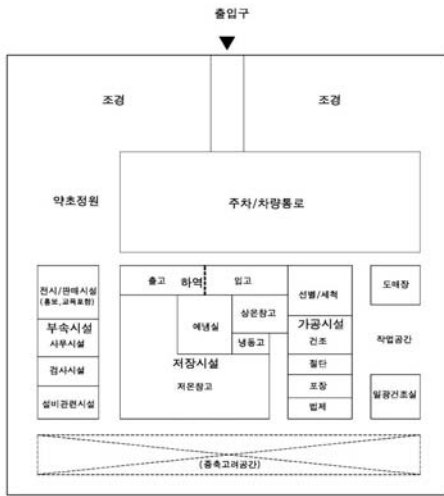 출입구
조경
조경
약초정원
주차/차량통로
전시/판매시설
(홍보,교육포함)
부속시설
사무시설
검사시설
설비관련시설
출고
하역
입고
예냉실
상온창고
냉동고
저장시설
저온창고
선별/세척
가공시설
건조
절단
포장
법제
도매장
작업공간
일광건조실
(증축고려공간)